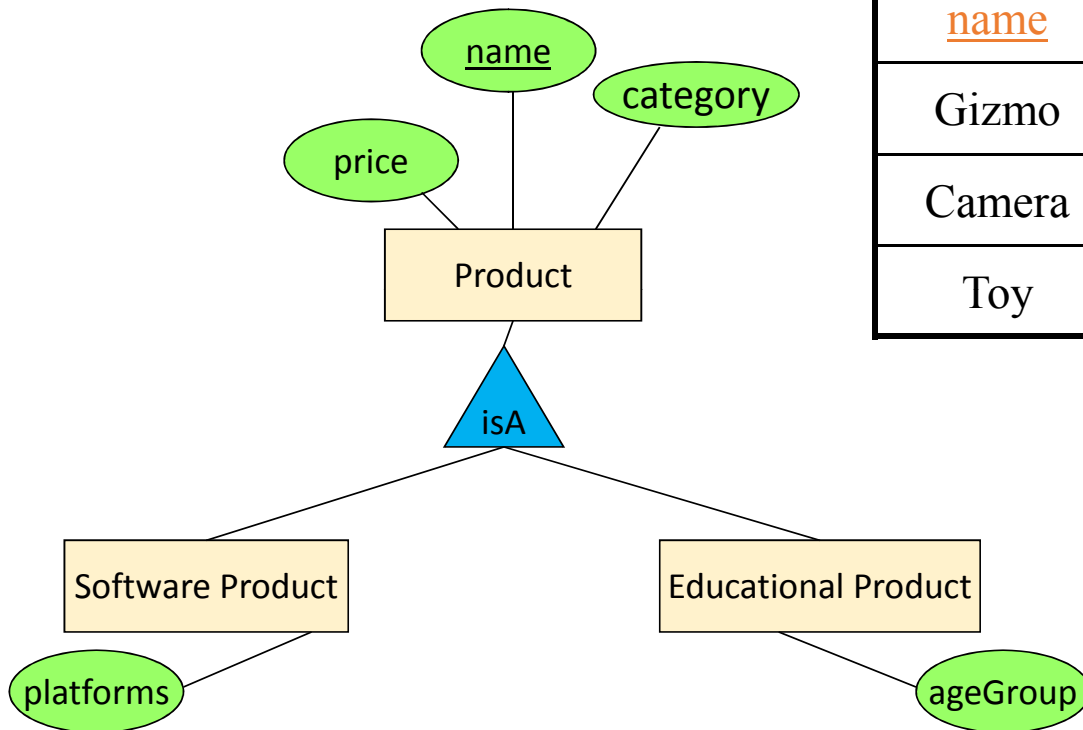 name
category
price
Product
isA
Software Product
Educational Product
platforms
ageGroup
name
Gizmo
Camera
Toy